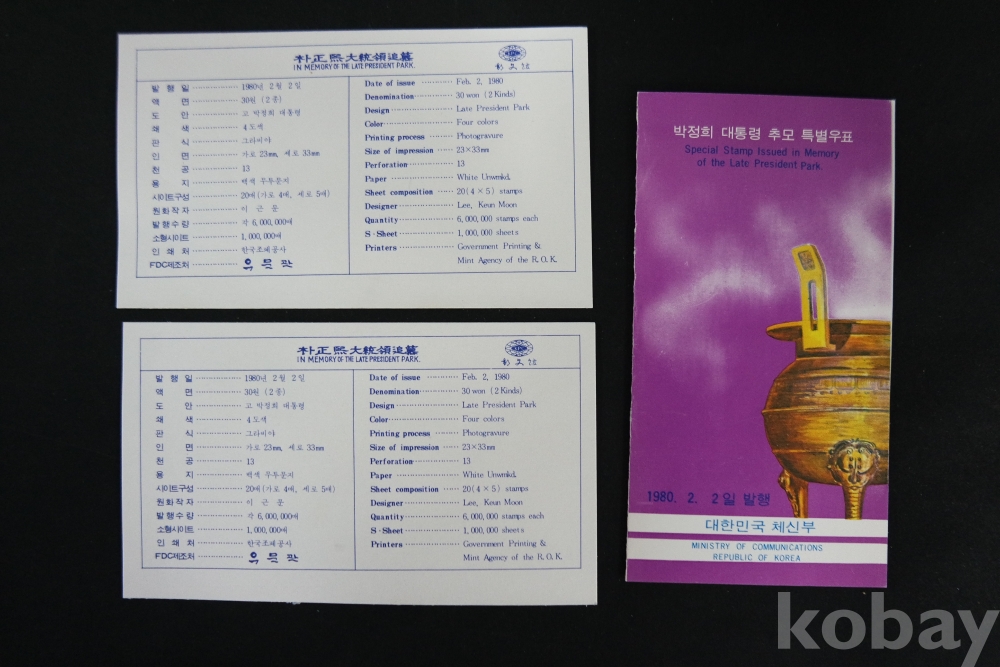 朴正熙大統領追慕
IN MEMORY OF THE LATE PRESIDENT PARK.
발 행 일 1980년 2월 2일
액 면 30원 (2종)
도 안 고 박정희 대통령
쇄 색 4도색
판 식 그라비아
인 면 가로 23mm, 세로 33mm
천 공 13
용 지 백색 무투문지
시이트구성 20매(가로 4매, 세로 5매)
원화작자 이 근 문
발행수량 각 6,000,000매
소형시이트 1,000,000매
인 쇄 처 한국조폐공사
FDC제조처 우 표 판
Date of issue Feb. 2, 1980
Denomination 30 won (2 Kinds)
Design Late President Park
Color Four colors
Printing process Photogravure
Size of impression 23×33mm
Perforation 13
Paper White Unwmkd.
Sheet composition 20(4×5) stamps
Designer Lee, Keun Moon
Quantity 6,000,000 stamps each
S·Sheet 1,000,000 sheets
Printers Government Printing &
Mint Agency of the R.O.K.
朴正熙大統領追慕
IN MEMORY OF THE LATE PRESIDENT PARK.
발 행 일 1980년 2월 2일
액 면 30원 (2종)
도 안 고 박정희 대통령
쇄 색 4도색
판 식 그라비아
인 면 가로 23mm, 세로 33mm
천 공 13
용 지 백색 무투문지
시이트구성 20매(가로 4매, 세로 5매)
원화작자 이 근 문
발행수량 각 6,000,000매
소형시이트 1,000,000매
인 쇄 처 한국조폐공사
FDC제조처
Date of issue Feb. 2, 1980
Denomination 30 won (2 Kinds)
Design Late President Park
Color Four colors
Printing process Photogravure
Size of impression 23×33mm
Perforation 13
Paper White Unwmkd.
Sheet composition 20(4×5) stamps
Designer Lee, Keun Moon
Quantity 6,000,000 stamps each
S·Sheet 1,000,000 sheets
Printers Government Printing &
Mint Agency of the R.O.K.
박정희 대통령 추모 특별우표
Special Stamp Issued in Memory
of the Late President Park.
1980. 2. 2일 발행
대한민국 체신부
MINISTRY OF COMMUNICATIONS
REPUBLIC OF KOREA
kobay